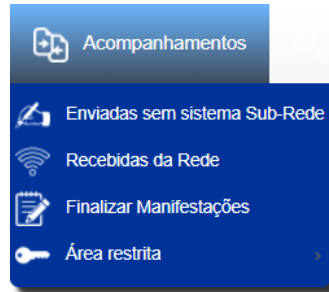 Acompanhamentos
Enviadas sem sistema Sub-Rede
Recebidas da Rede
Finalizar Manifestações
Área restrita